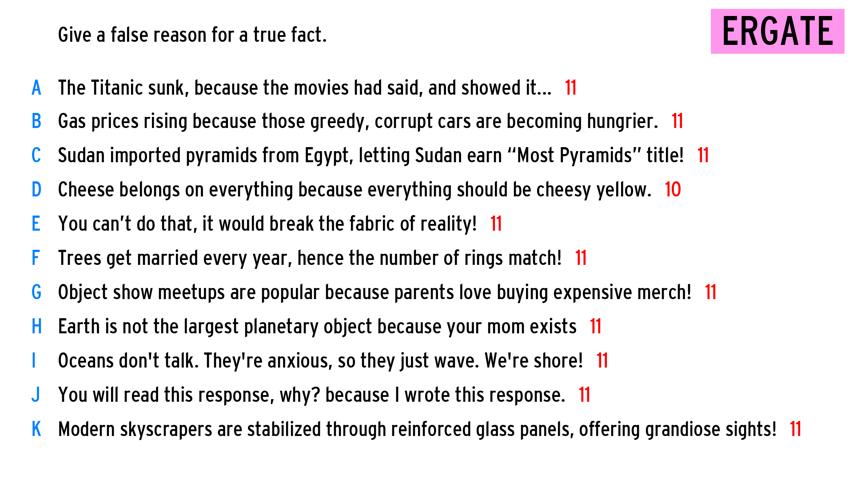 Give a false reason for a true fact.
ERGATE
A The Titanic sunk, because the movies had said, and showed it... 11
B Gas prices rising because those greedy, corrupt cars are becoming hungrier. 11
C Sudan imported pyramids from Egypt, letting Sudan earn “Most Pyramids” title! 11
D Cheese belongs on everything because everything should be cheesy yellow. 10
E You can’t do that, it would break the fabric of reality! 11
F Trees get married every year, hence the number of rings match! 11
G Object show meetups are popular because parents love buying expensive merch! 11
H Earth is not the largest planetary object because your mom exists 11
I Oceans don't talk. They're anxious, so they just wave. We're shore! 11
J You will read this response, why? because I wrote this response. 11
K Modern skyscrapers are stabilized through reinforced glass panels, offering grandiose sights! 11